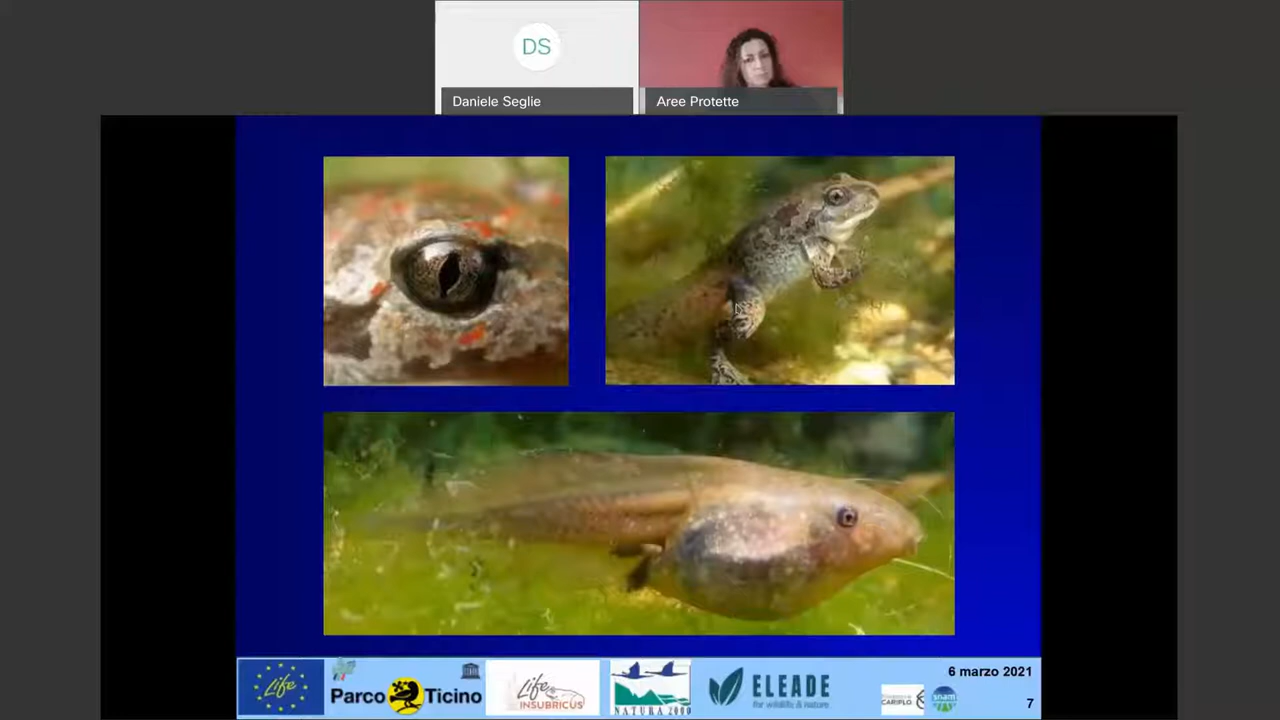 DS
Daniele Seglie
Aree Protette
6 marzo 2021
Life
Parco Ticino
Life
INSUBRICUS
NATURA 2000
ELEADE
for wildlife & nature
CARIPLO
snam
7